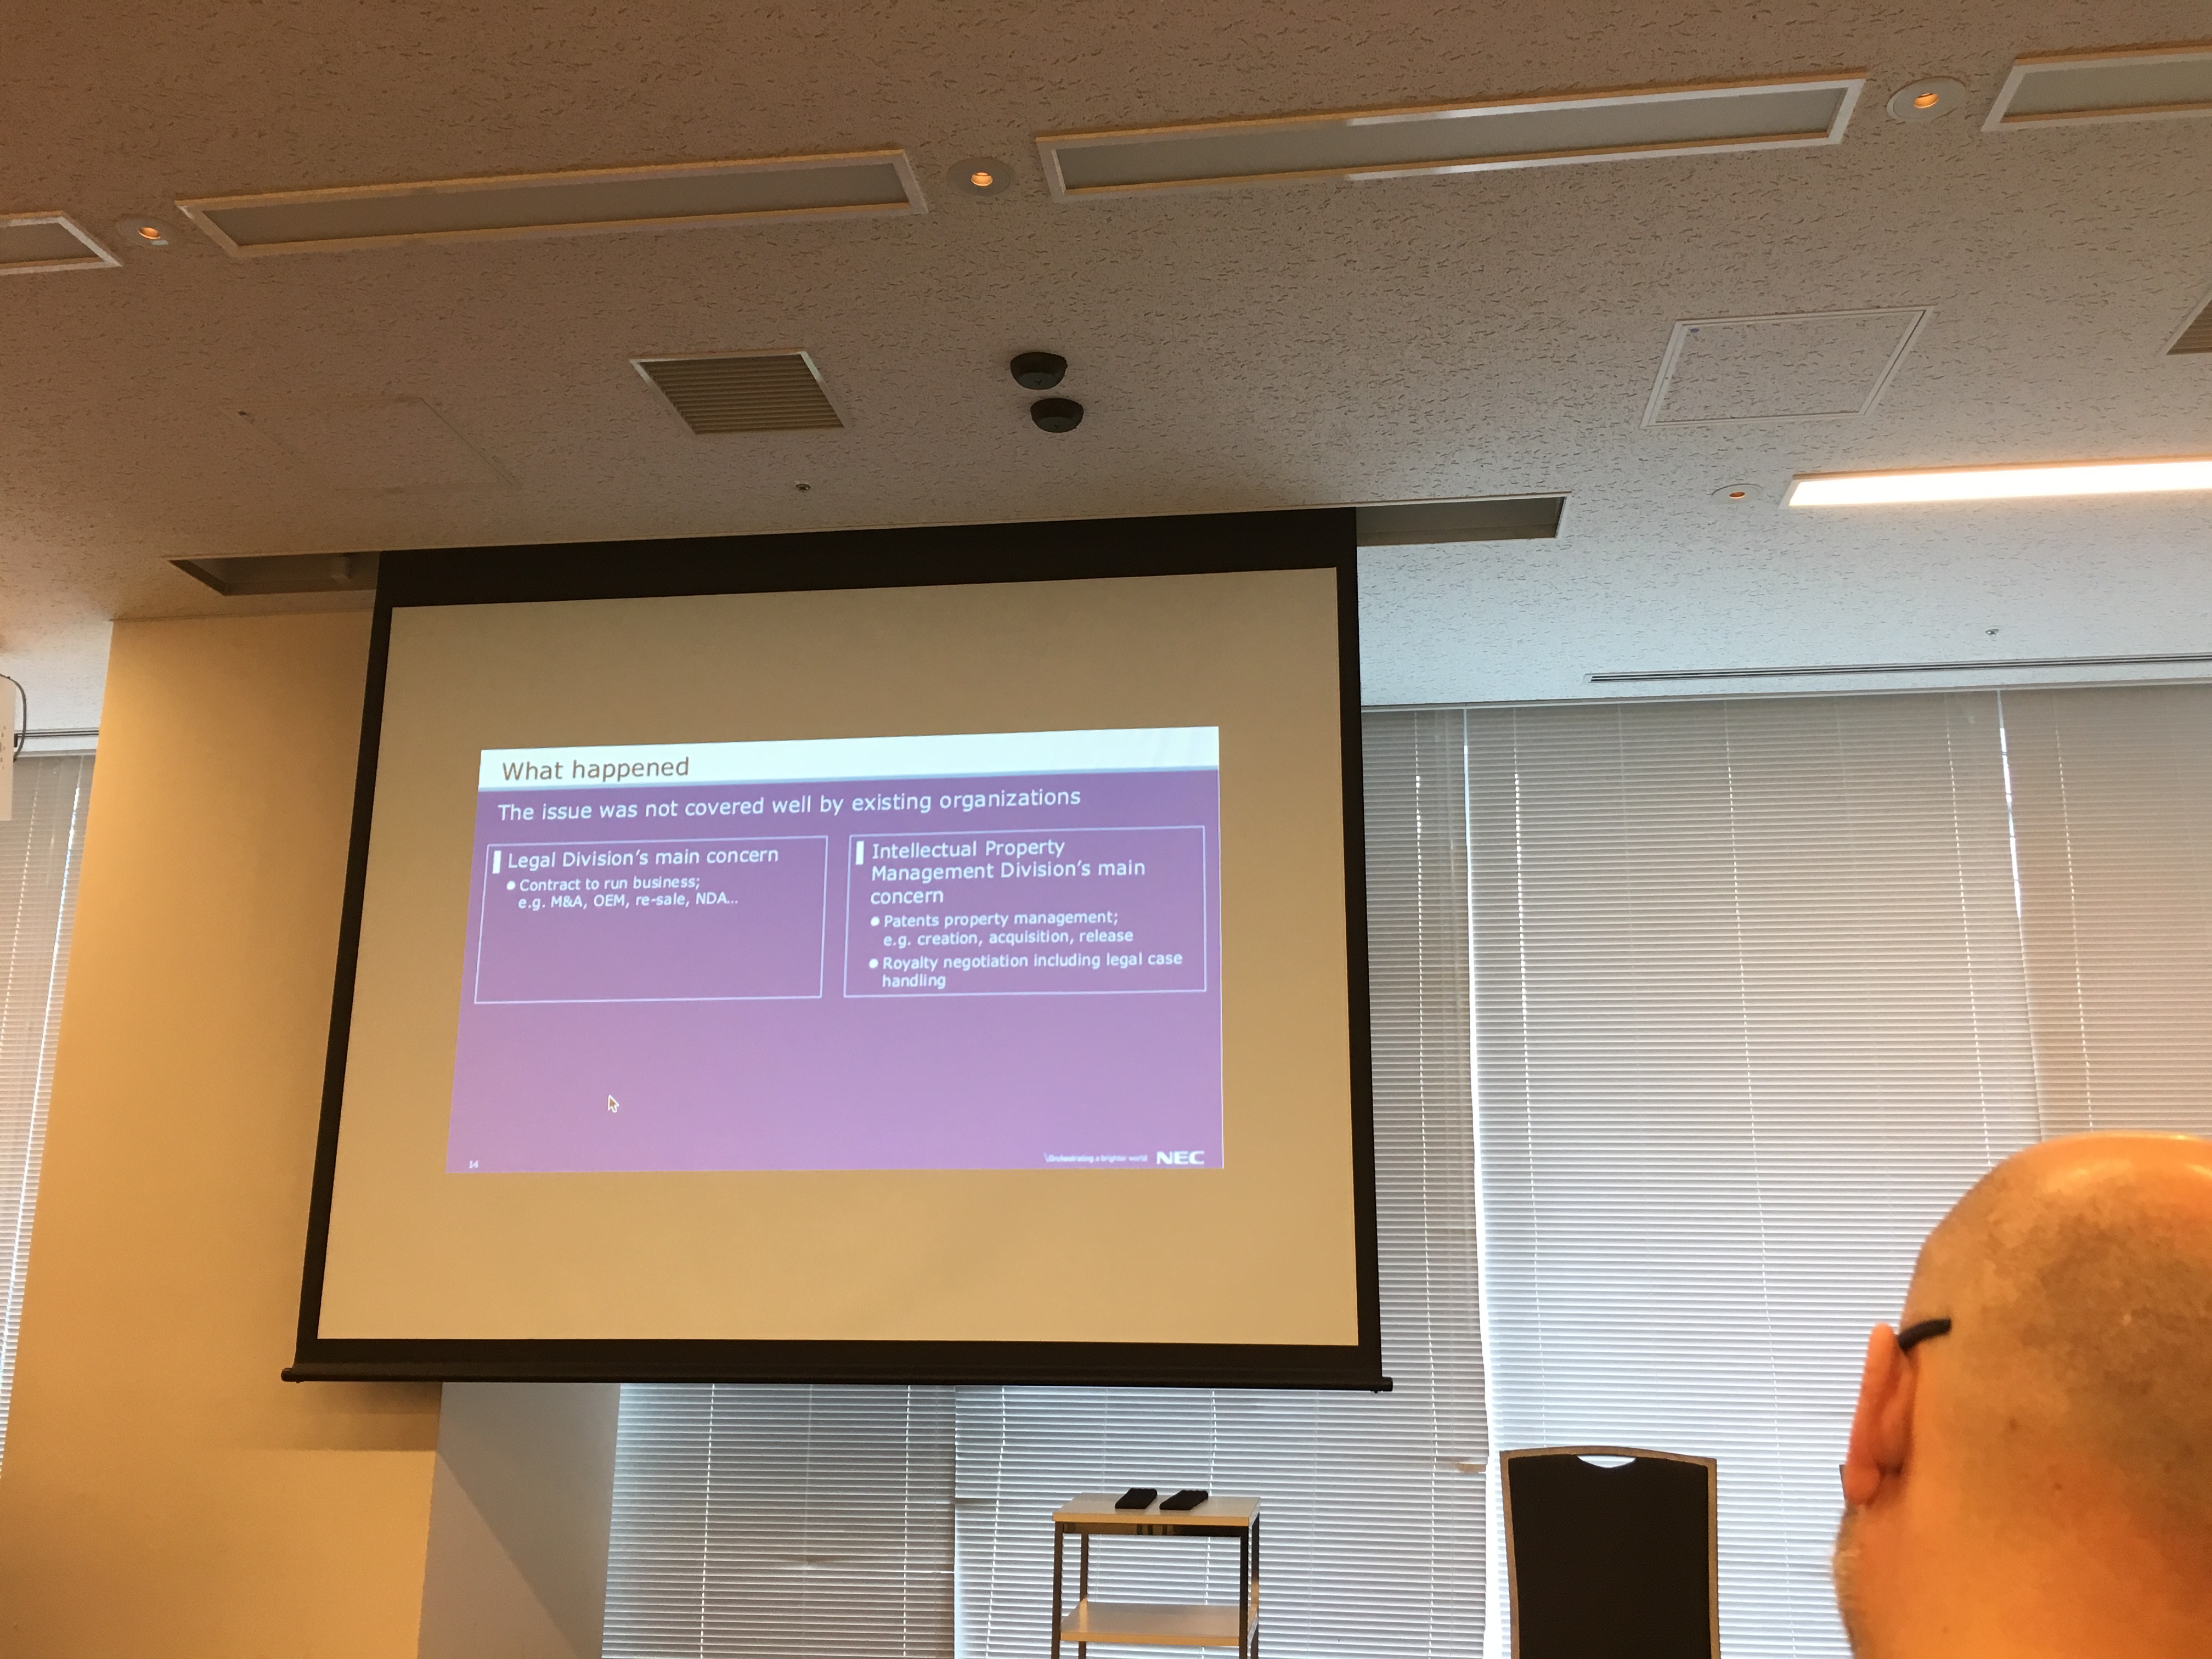 What happened
The issue was not covered well by existing organizations
Legal Division's main concern
Contract to run business;
e.g. M&A, OEM, re-sale, NDA...
Intellectual Property
Management Division's main
concern
Patents property management;
e.g. creation, acquisition, release
Royalty negotiation including legal case
handling
14
\Orchestrating a brighter world NEC